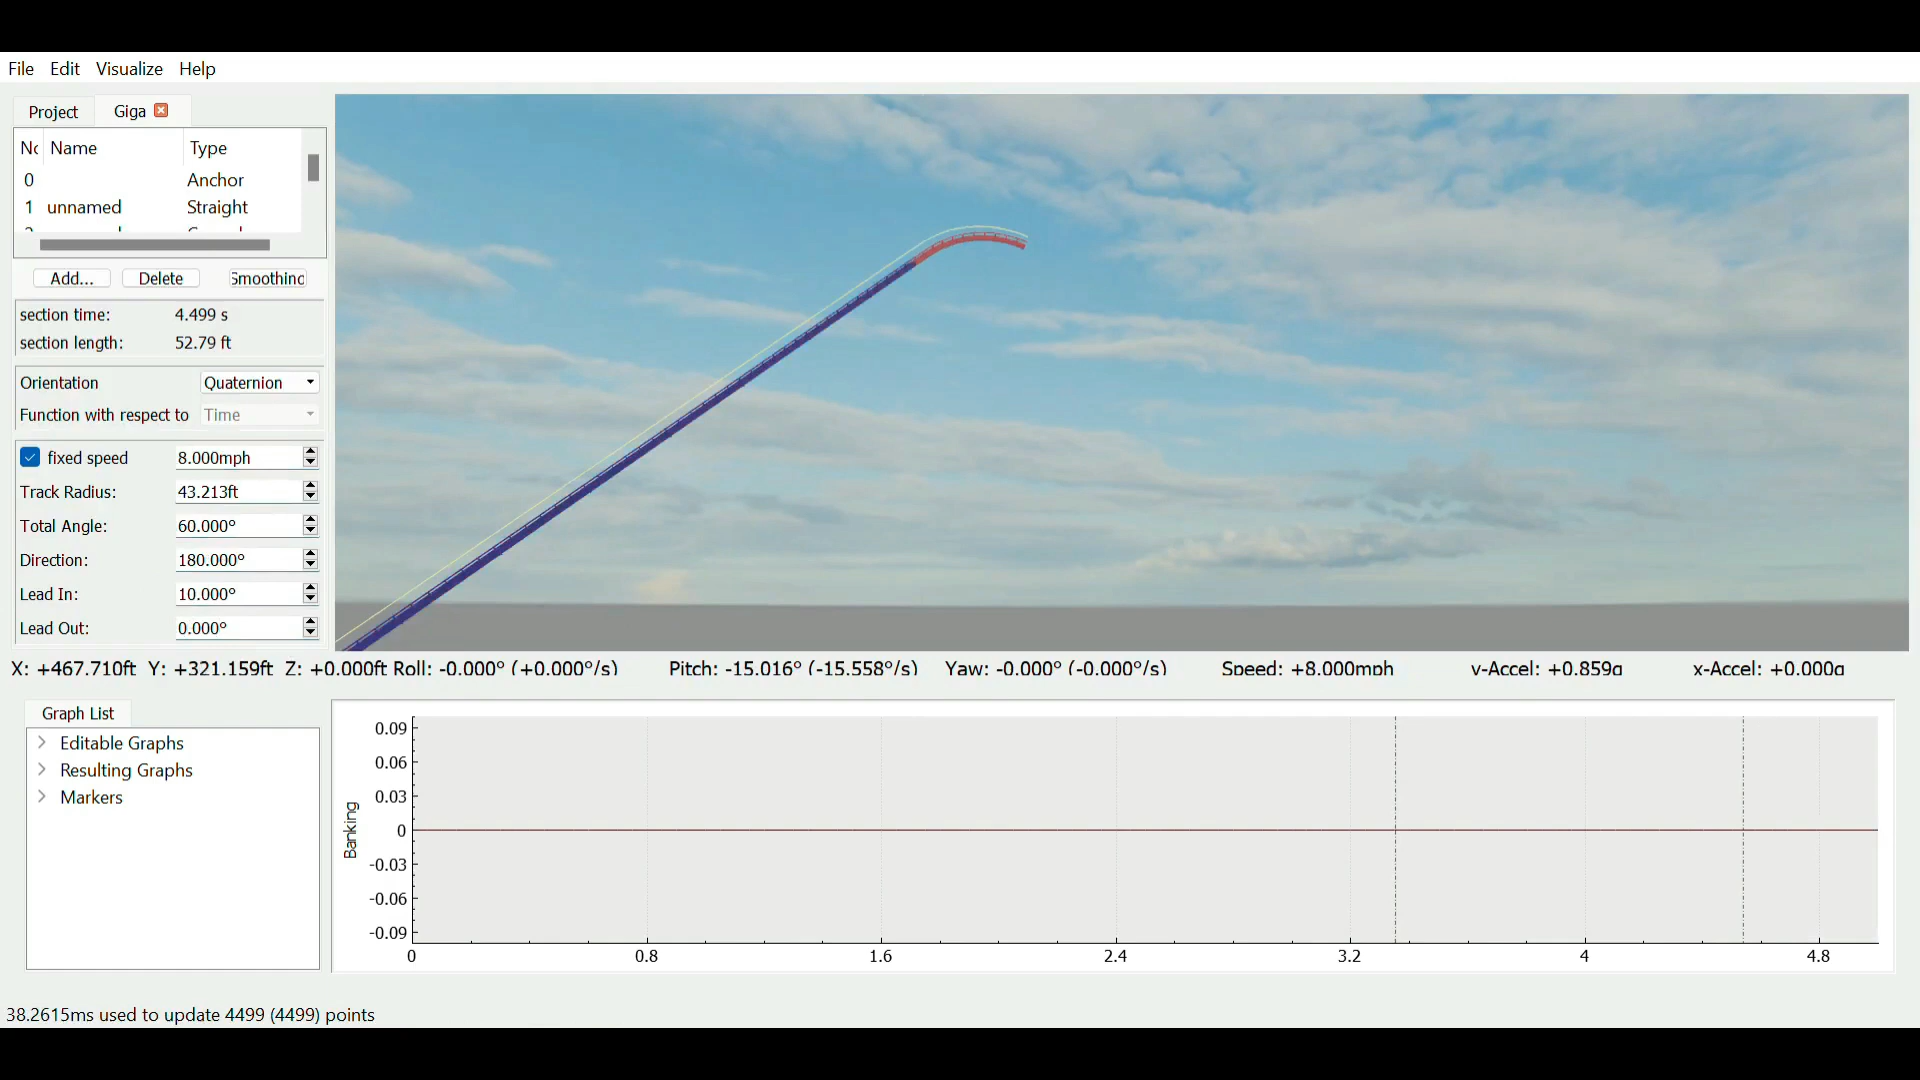 File Edit Visualize Help
Project Giga
Nc Name Type
0 Anchor
1 unnamed Straight
Add... Delete Smoothing
section time: 4.499 s
section length: 52.79 ft
Orientation Quaternion
Function with respect to Time
fixed speed 8.000mph
Track Radius: 43.213ft
Total Angle: 60.000°
Direction: 180.000°
Lead In: 10.000°
Lead Out: 0.000°
X: +467.710ft Y: +321.159ft Z: +0.000ft Roll: -0.000° (+0.000°/s) Pitch: -15.016° (-15.558°/s) Yaw: -0.000° (-0.000°/s) Speed: +8.000mph y-Accel: +0.859g x-Accel: +0.000g
Graph List
Editable Graphs
Resulting Graphs
Markers
Banking
0.09
0.06
0.03
0
-0.03
-0.06
-0.09
0 0.8 1.6 2.4 3.2 4 4.8
38.2615ms used to update 4499 (4499) points